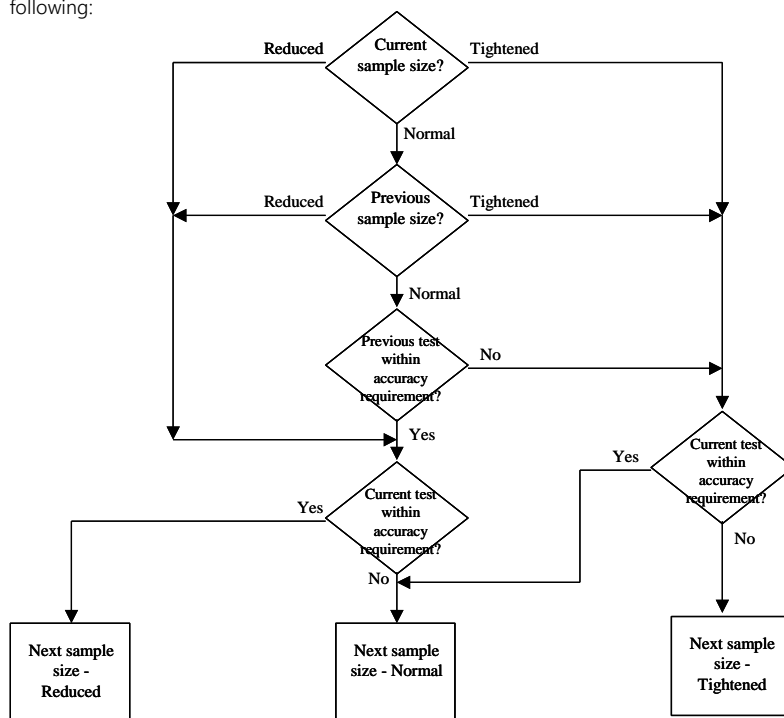 following:
Reduced
Current
sample size?
Tightened
Normal
Reduced
Previous
sample size?
Tightened
Normal
Previous test
within
accuracy
requirement?
No
Yes
Current test
within
accuracy
requirement?
Yes
No
Yes
Current test
within
accuracy
requirement?
No
Next sample
size -
Reduced
Next sample
size - Normal
Next sample
size -
Tightened